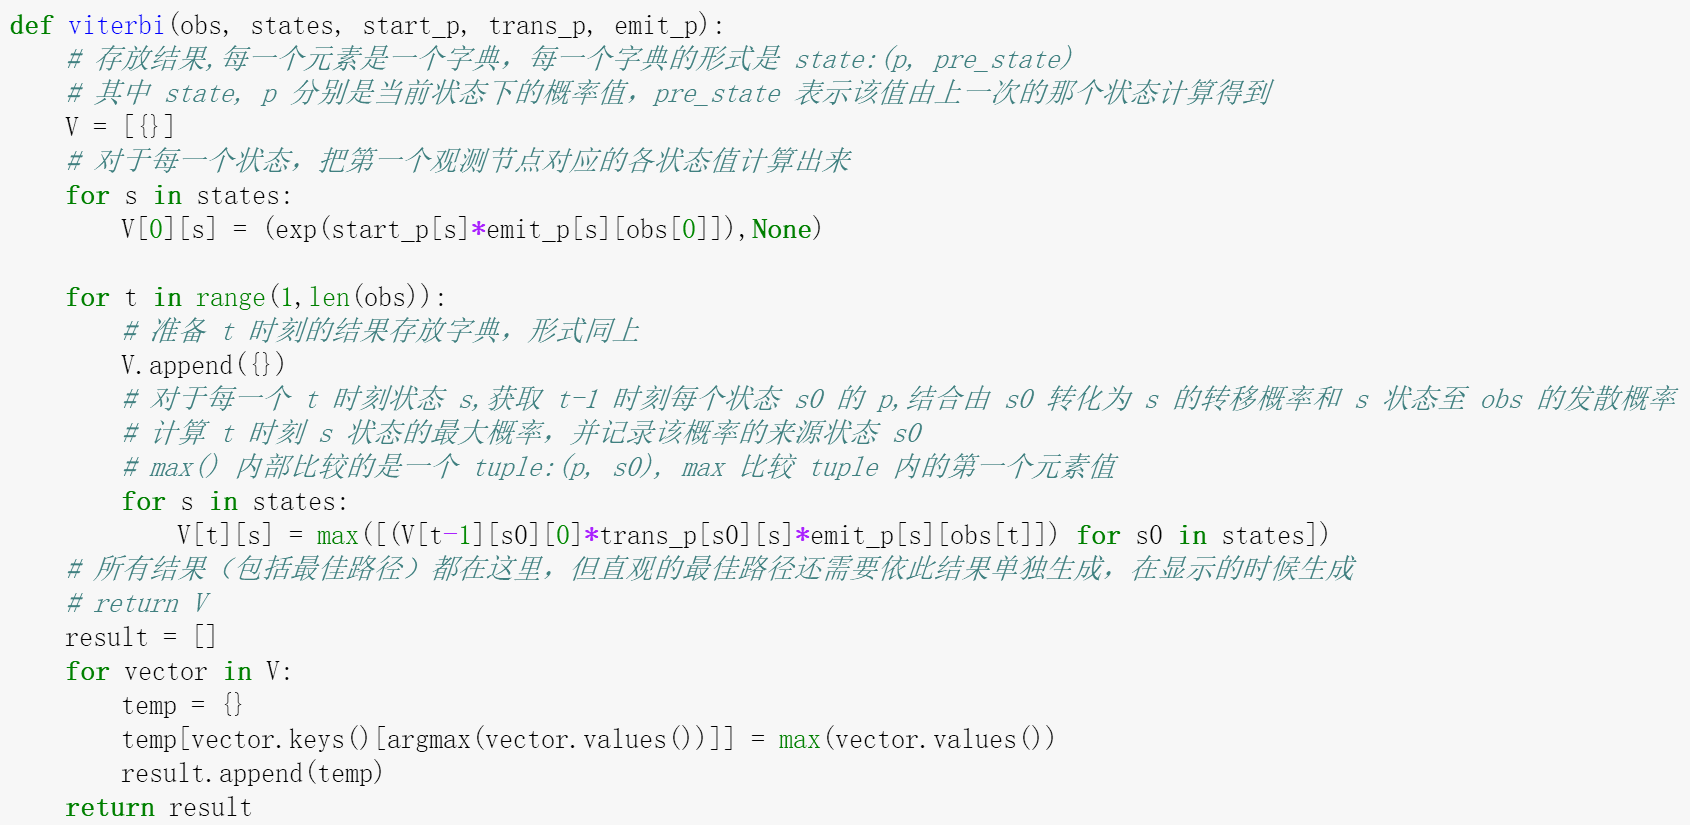 def viterbi(obs, states, start_p, trans_p, emit_p):
    # 存放结果,每一个元素是一个字典，每一个字典的形式是 state:(p, pre_state)
    # 其中 state, p 分别是当前状态下的概率值，pre_state 表示该值由上一次的那个状态计算得到
    V = [{}]
    # 对于每一个状态，把第一个观测节点对应的各状态值计算出来
    for s in states:
        V[0][s] = (exp(start_p[s]*emit_p[s][obs[0]]),None)

    for t in range(1,len(obs)):
        # 准备 t 时刻的结果存放字典，形式同上
        V.append({})
        # 对于每一个 t 时刻状态 s,获取 t-1 时刻每个状态 s0 的 p,结合由 s0 转化为 s 的转移概率和 s 状态至 obs 的发散概率
        # 计算 t 时刻 s 状态的最大概率，并记录该概率的来源状态 s0
        # max() 内部比较的是一个 tuple:(p, s0), max 比较 tuple 内的第一个元素值
        for s in states:
            V[t][s] = max([(V[t-1][s0][0]*trans_p[s0][s]*emit_p[s][obs[t]]) for s0 in states])
    # 所有结果（包括最佳路径）都在这里，但直观的最佳路径还需要依此结果单独生成，在显示的时候生成
    # return V
    result = []
    for vector in V:
        temp = {}
        temp[vector.keys()[argmax(vector.values())]] = max(vector.values())
        result.append(temp)
    return result